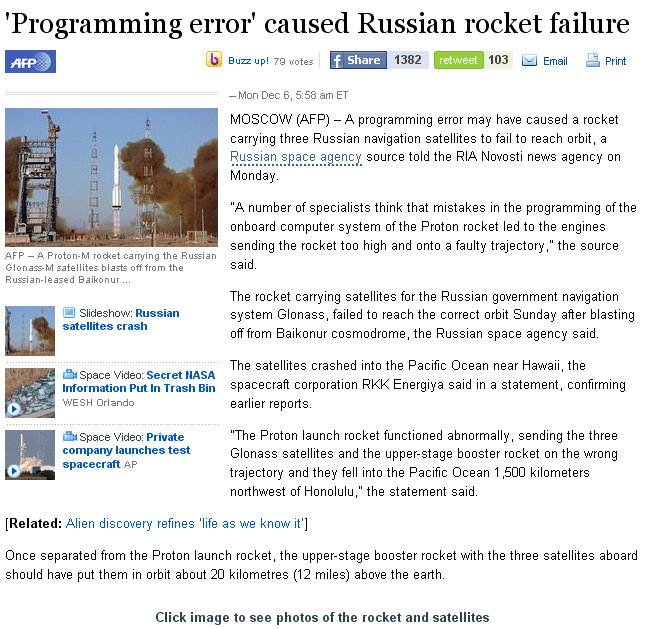 'Programming error' caused Russian rocket failure
AFP
Buzz up! 79 votes
Share 1382
retweet 103
Email
Print
– Mon Dec 6, 5:58 am ET
AFP – A Proton-M rocket carrying the Russian
Glonass-M satellites blasts off from the
Russian-leased Baikonur ...
Slideshow: Russian
satellites crash
Space Video: Secret NASA
Information Put In Trash Bin
WESH Orlando
Space Video: Private
company launches test
spacecraft AP
MOSCOW (AFP) – A programming error may have caused a rocket
carrying three Russian navigation satellites to fail to reach orbit, a
Russian space agency source told the RIA Novosti news agency on
Monday.
"A number of specialists think that mistakes in the programming of the
onboard computer system of the Proton rocket led to the engines
sending the rocket too high and onto a faulty trajectory," the source
said.
The rocket carrying satellites for the Russian government navigation
system Glonass, failed to reach the correct orbit Sunday after blasting
off from Baikonur cosmodrome, the Russian space agency said.
The satellites crashed into the Pacific Ocean near Hawaii, the
spacecraft corporation RKK Energiya said in a statement, confirming
earlier reports.
"The Proton launch rocket functioned abnormally, sending the three
Glonass satellites and the upper-stage booster rocket on the wrong
trajectory and they fell into the Pacific Ocean 1,500 kilometers
northwest of Honolulu," the statement said.
[Related: Alien discovery refines 'life as we know it']
Once separated from the Proton launch rocket, the upper-stage booster rocket with the three satellites aboard
should have put them in orbit about 20 kilometres (12 miles) above the earth.
Click image to see photos of the rocket and satellites